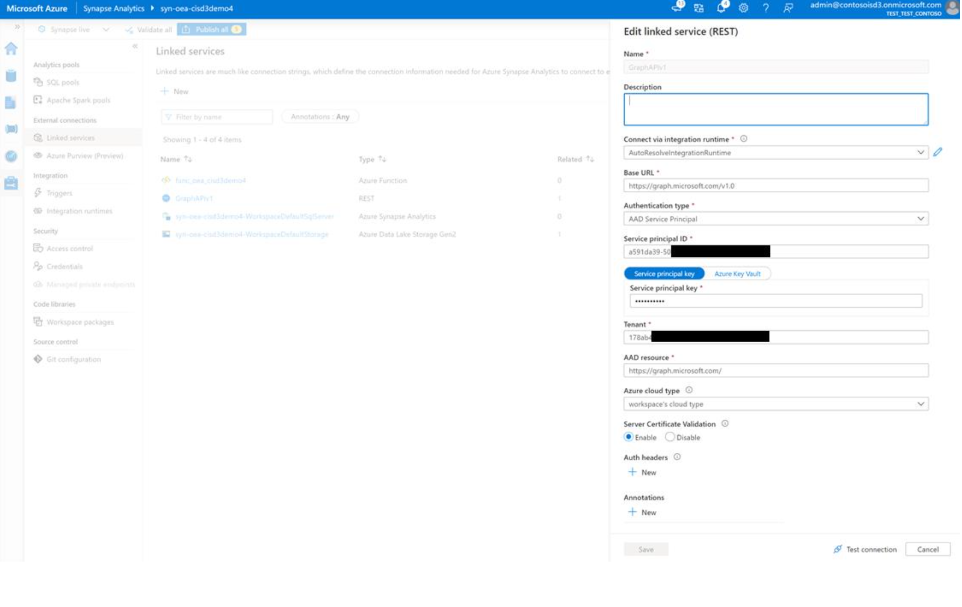 Microsoft Azure
Synapse Analytics
syn-oea-cisd3demo4
admin@contosoisd3.onmicrosoft.com
TEST_TEST_CONTOSO
Synapse live
Validate all
Publish all
Analytics pools
SQL pools
Apache Spark pools
External connections
Linked services
Azure Purview (Preview)
Integration
Triggers
Integration runtimes
Security
Access control
Credentials
Managed private endpoints
Code libraries
Workspace packages
Source control
Git configuration
Linked services
Linked services are much like connection strings, which define the connection information needed for Azure Synapse Analytics to connect to e
New
Filter by name
Annotations : Any
Showing 1 - 4 of 4 items
Name Type Related
func_oea_cisd3demo4 Azure Function 0
GraphAPIv1 REST 1
syn-oea-cisd3demo4-WorkspaceDefaultSqlServer Azure Synapse Analytics 0
syn-oea-cisd3demo4-WorkspaceDefaultStorage Azure Data Lake Storage Gen2 1
Edit linked service (REST)
Name *
GraphAPIv1
Description
Connect via integration runtime *
AutoResolveIntegrationRuntime
Base URL *
https://graph.microsoft.com/v1.0
Authentication type *
AAD Service Principal
Service principal ID *
a591da39-50
Service principal key Azure Key Vault
Service principal key *
••••••••••
Tenant *
178ab
AAD resource *
https://graph.microsoft.com/
Azure cloud type
workspace's cloud type
Server Certificate Validation
Enable Disable
Auth headers
New
Annotations
New
Save
Test connection
Cancel